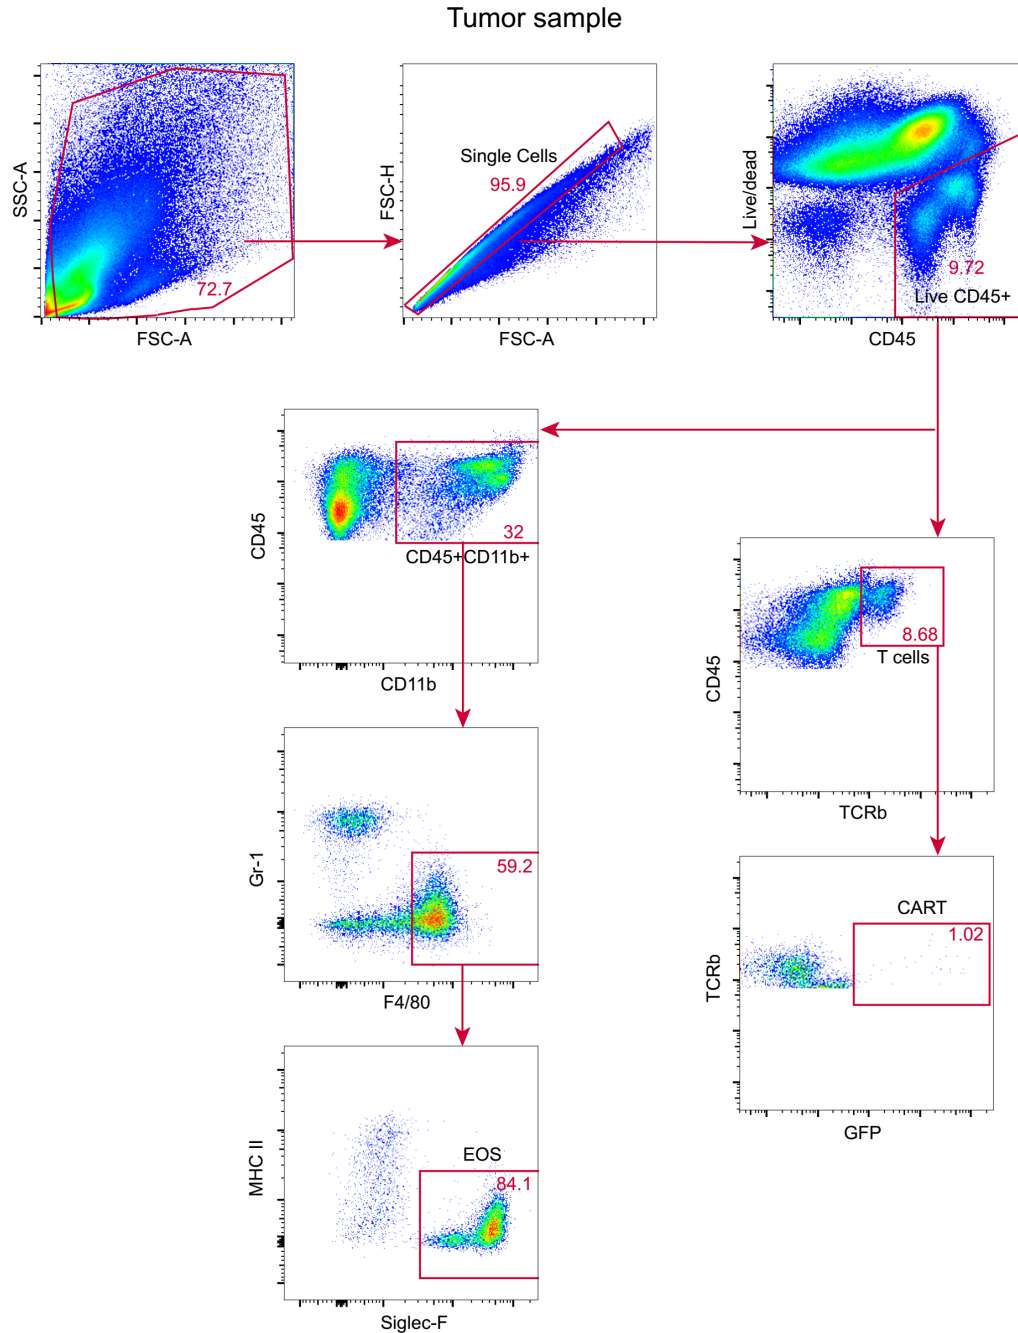 Tumor sample
SSC-A
72.7
FSC-A
FSC-H
Single Cells
95.9
FSC-A
Live/dead
9.72
Live CD45+
CD45
CD45
32
CD45+CD11b+
CD11b
CD45
8.68
T cells
TCRb
Gr-1
59.2
F4/80
TCRb
CART
1.02
GFP
MHC II
EOS
84.1
Siglec-F